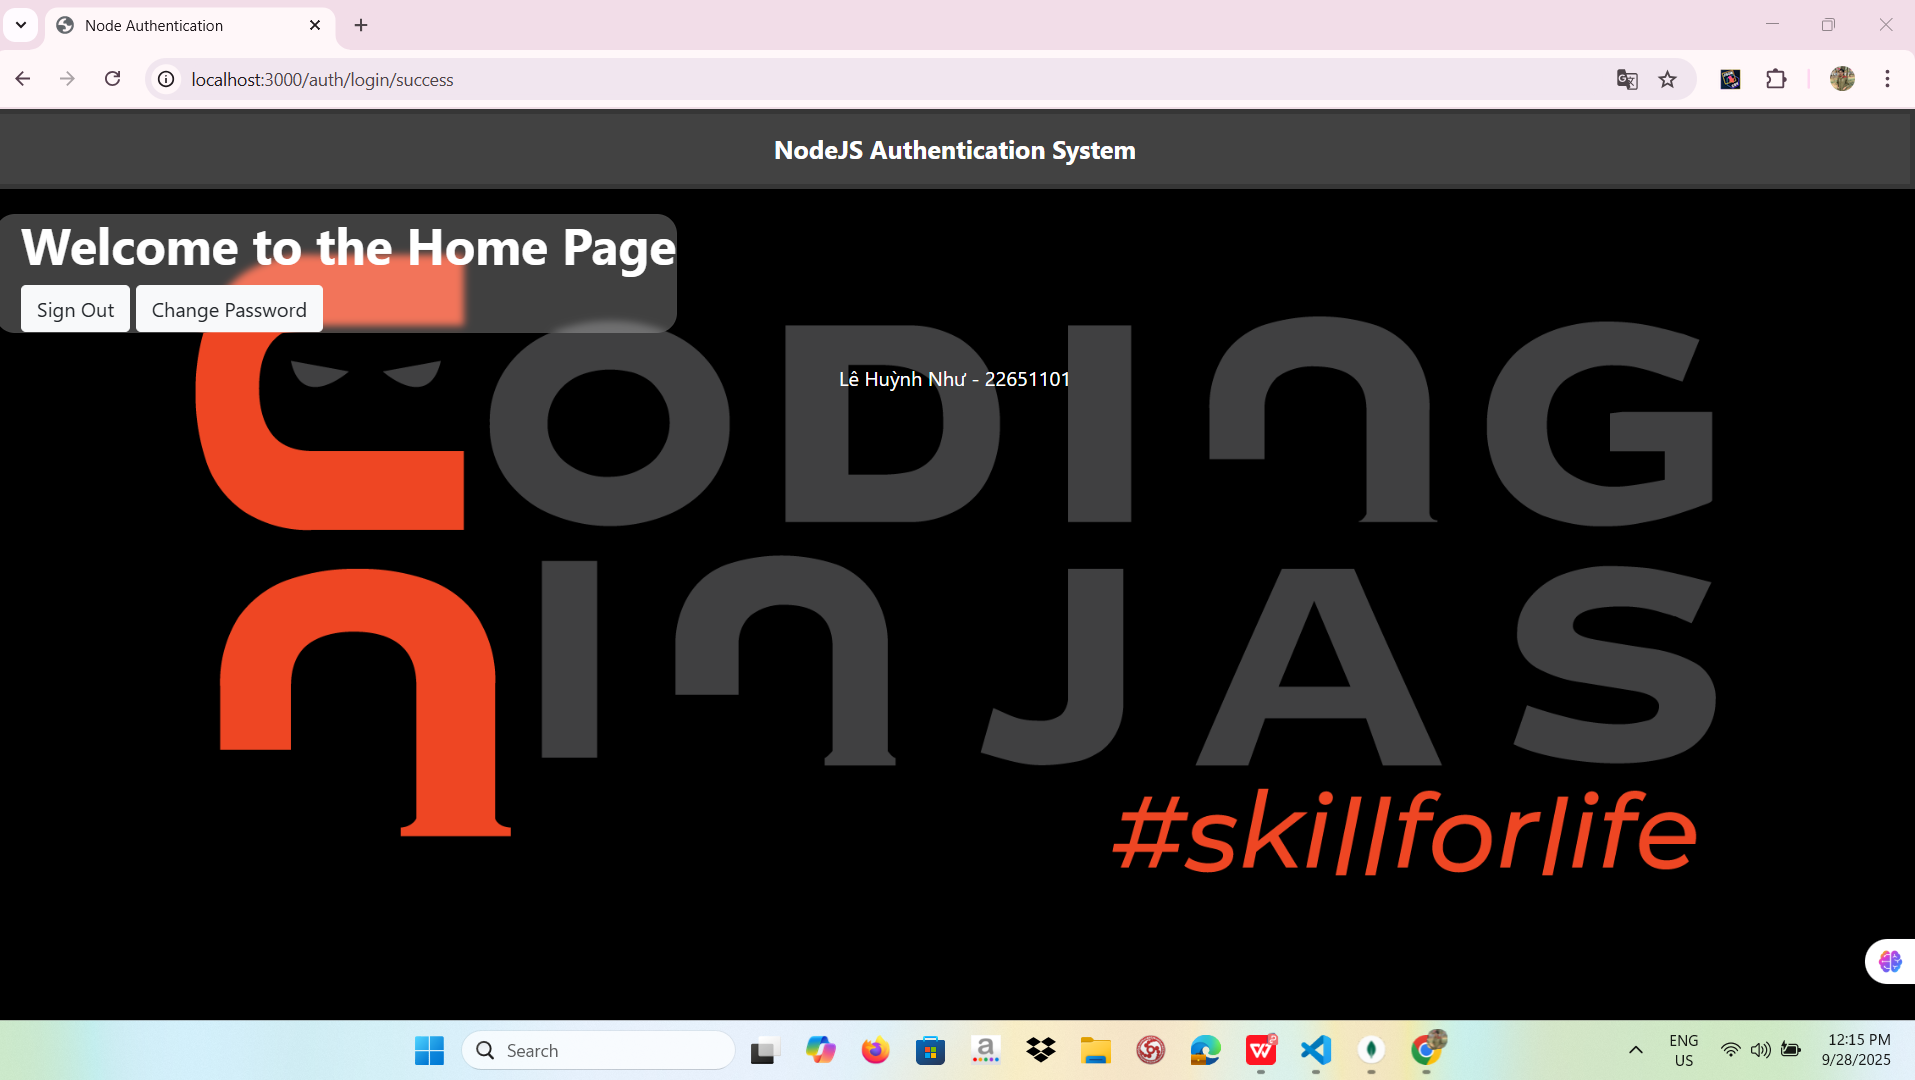 Node Authentication
localhost:3000/auth/login/success
NodeJS Authentication System
Welcome to the Home Page
Sign Out Change Password
Lê Huỳnh Như - 22651101
CODING
NINJAS
#skillforlife
Search
a
W
ENG
US
12:15 PM
9/28/2025